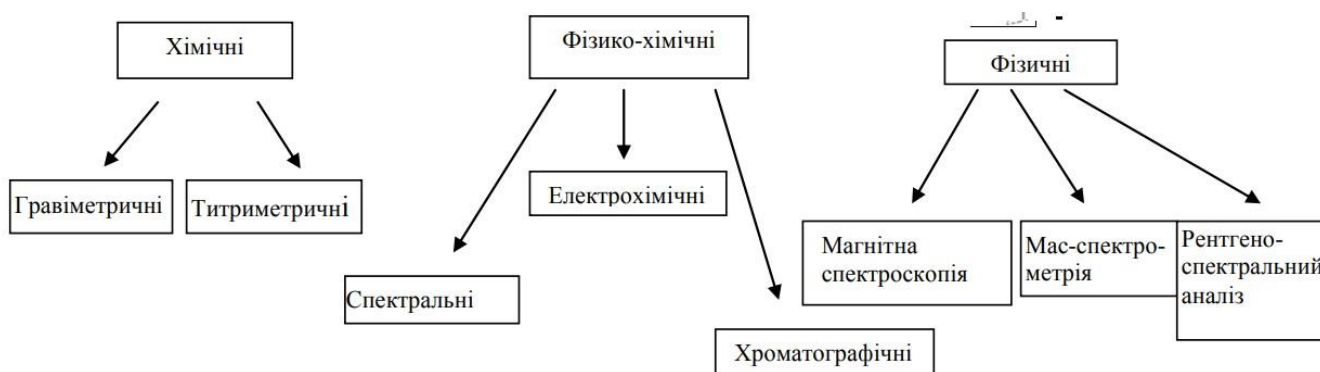 Хімічні
Фізико-хімічні
Фізичні
Гравіметричні
Титриметричні
Електрохімічні
Спектральні
Хроматографічні
Магнітна
спектроскопія
Мас-спектро-
метрія
Рентгено-
спектральний
аналіз